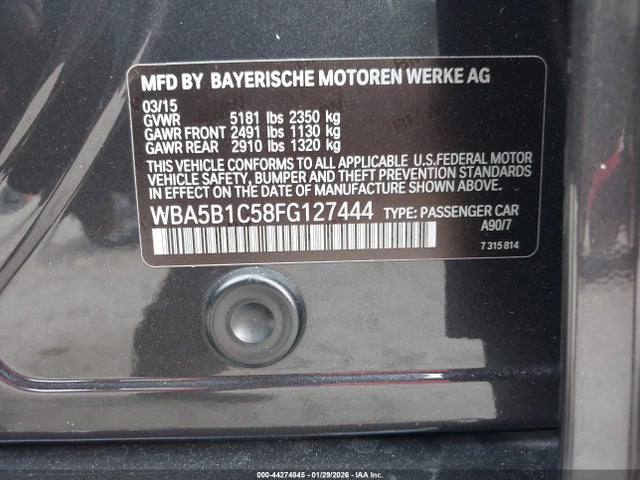 MFD BY BAYERISCHE MOTOREN WERKE AG
03/15
GVWR 5181 lbs 2350 kg
GAWR FRONT 2491 lbs 1130 kg
GAWR REAR 2910 lbs 1320 kg
THIS VEHICLE CONFORMS TO ALL APPLICABLE U.S.FEDERAL MOTOR
VEHICLE SAFETY, BUMPER AND THEFT PREVENTION STANDARDS
IN EFFECT ON THE DATE OF MANUFACTURE SHOWN ABOVE.
WBA5B1C58FG127444 TYPE: PASSENGER CAR
A90/7
7 315 814
000-44274845 - 01/29/2026 - IAA Inc.